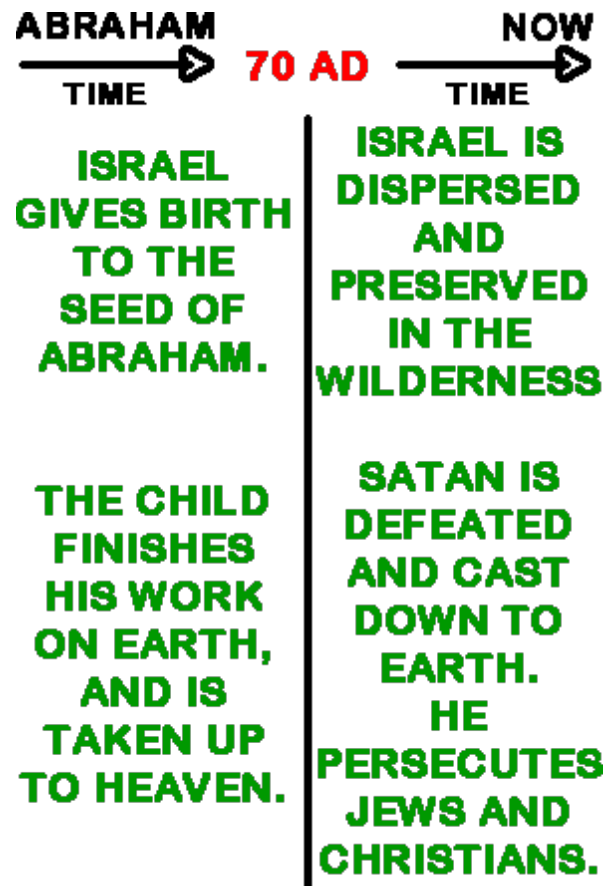 ABRAHAM
TIME
70 AD
NOW
TIME
ISRAEL
GIVES BIRTH
TO THE
SEED OF
ABRAHAM.
THE CHILD
FINISHES
HIS WORK
ON EARTH,
AND IS
TAKEN UP
TO HEAVEN.
ISRAEL IS
DISPERSED
AND
PRESERVED
IN THE
WILDERNESS
SATAN IS
DEFEATED
AND CAST
DOWN TO
EARTH.
HE
PERSECUTES
JEWS AND
CHRISTIANS.